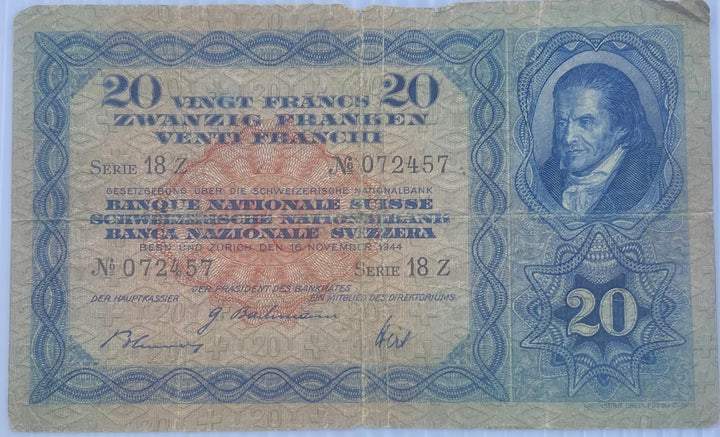 20 VINGT FRANCS 20
ZWANZIG FRANKEN
VENTI FRANCHI
SERIE 18 Z № 072457
GESETZGEBUNG ÜBER DIE SCHWEIZERISCHE NATIONALBANK
BANQUE NATIONALE SUISSE
SCHWEIZERISCHE NATIONALBANK
BANCA NAZIONALE SVIZZERA
BERN UND ZÜRICH, DEN 16. NOVEMBER 1944
№ 072457 SERIE 18 Z
DER PRÄSIDENT DES BANKRATES
DER HAUPTKASSIER EIN MITGLIED DES DIREKTORIUMS
G. Bachmann
20